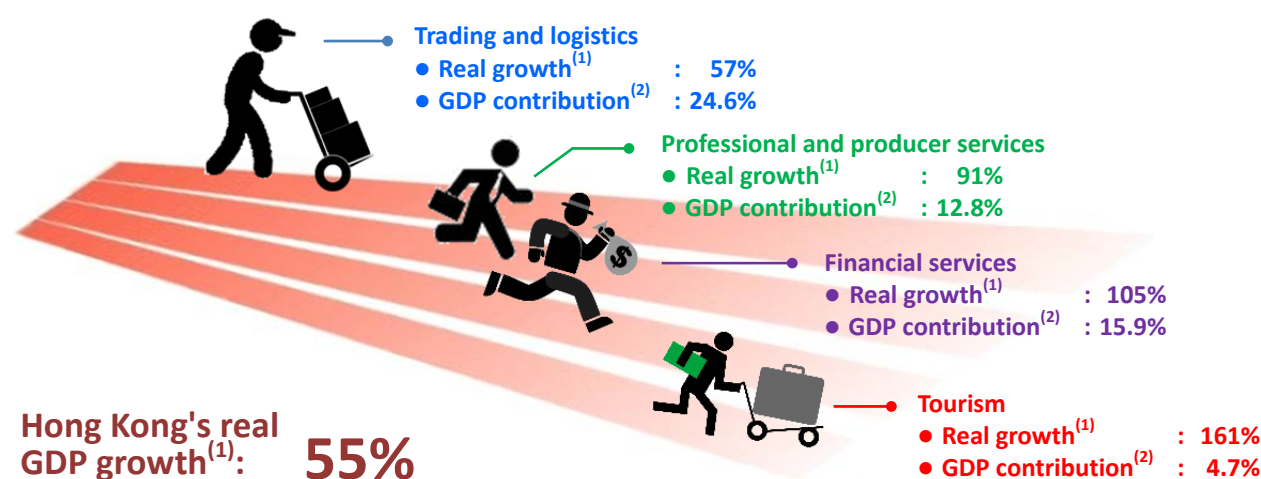 Trading and logistics
● Real growth(1) : 57%
● GDP contribution(2) : 24.6%
Professional and producer services
● Real growth(1) : 91%
● GDP contribution(2) : 12.8%
$
Financial services
● Real growth(1) : 105%
● GDP contribution(2) : 15.9%
Tourism
● Real growth(1) : 161%
● GDP contribution(2) : 4.7%
Hong Kong's real
GDP growth(1): 55%